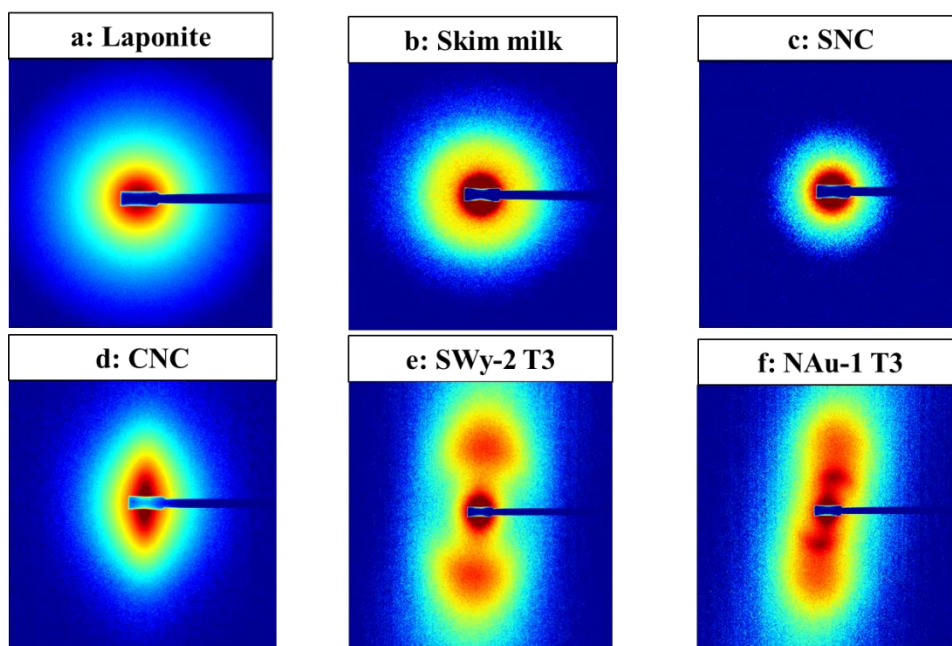 a: Laponite
b: Skim milk
c: SNC
d: CNC
e: SWy-2 T3
f: NAu-1 T3